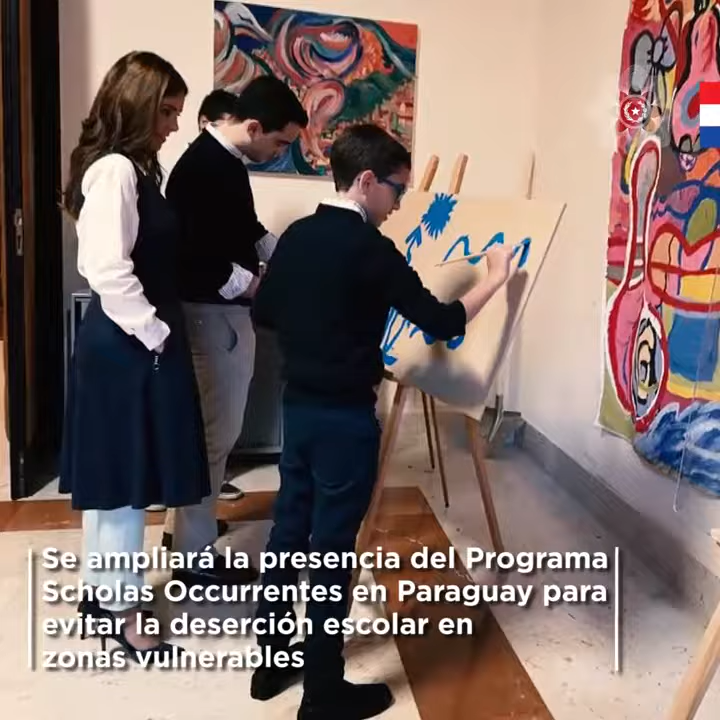 Se ampliará la presencia del Programa
Scholas Occurrentes en Paraguay para
evitar la deserción escolar en
zonas vulnerables